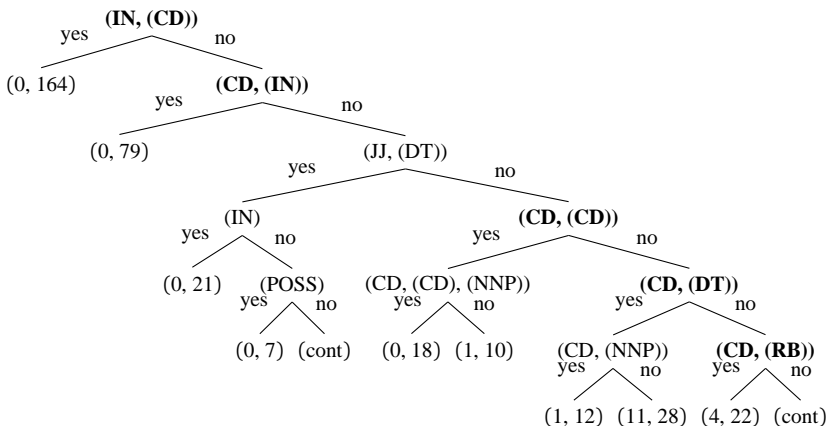 (IN, (CD))
yes no
(0, 164) (CD, (IN))
yes no
(0, 79) (JJ, (DT))
yes no
(IN) (CD, (CD))
yes no yes no
(0, 21) (POSS) (CD, (CD), (NNP)) (CD, (DT))
yes no yes no yes no
(0, 7) (cont) (0, 18) (1, 10) (CD, (NNP)) (CD, (RB))
yes no yes no
(1, 12) (11, 28) (4, 22) (cont)